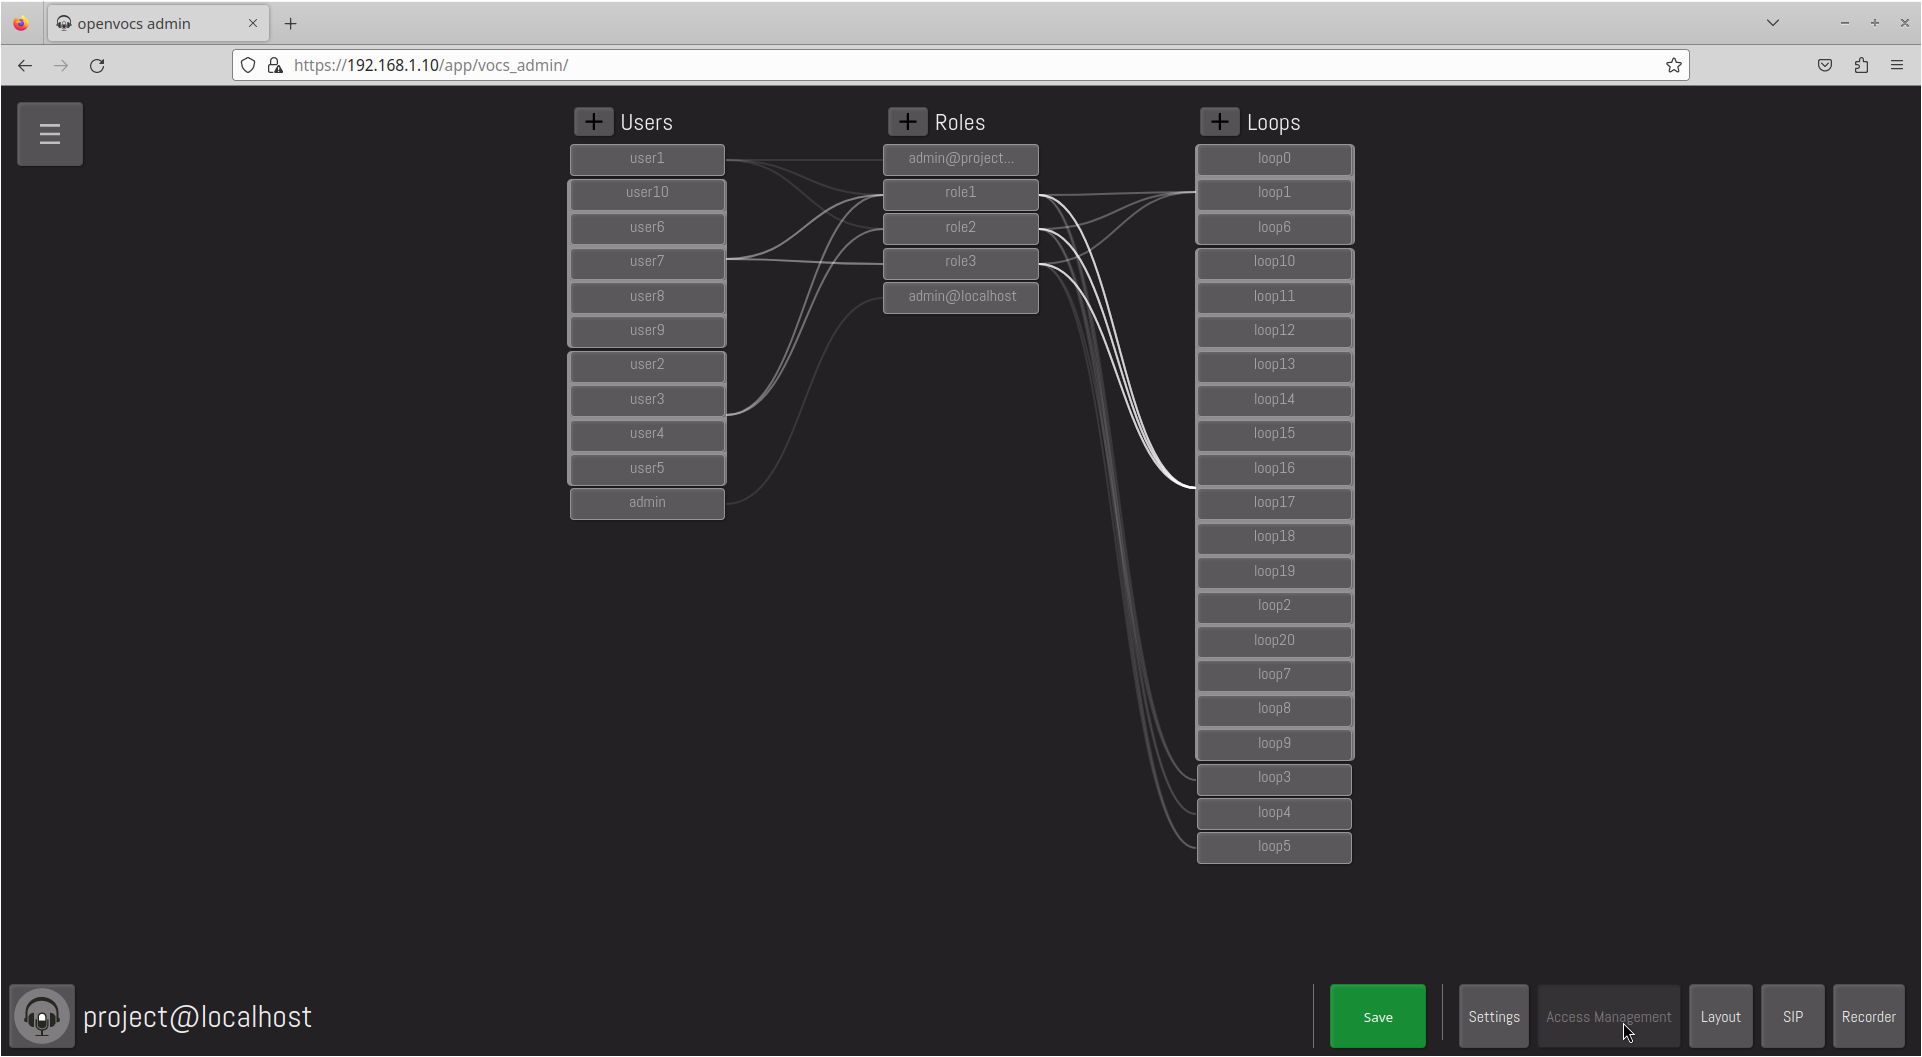 openvocs admin
https://192.168.1.10/app/vocs_admin/
Users
Roles
Loops
user1
user10
user6
user7
user8
user9
user2
user3
user4
user5
admin
admin@project...
role1
role2
role3
admin@localhost
loop0
loop1
loop6
loop10
loop11
loop12
loop13
loop14
loop15
loop16
loop17
loop18
loop19
loop2
loop20
loop7
loop8
loop9
loop3
loop4
loop5
project@localhost
Save
Settings
Access Management
Layout
SIP
Recorder